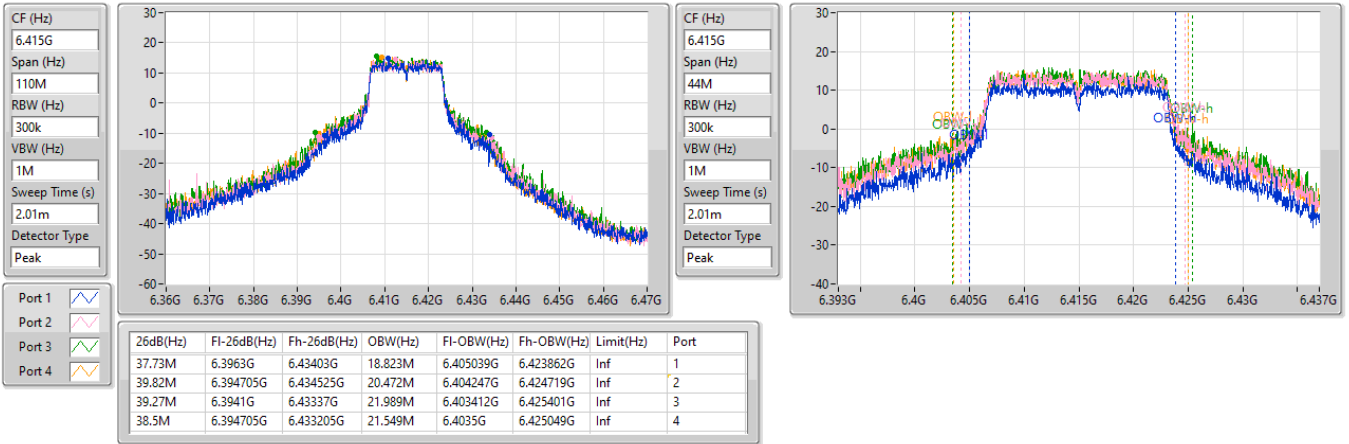 CF (Hz)
6.415G
Span (Hz)
110M
RBW (Hz)
300k
VBW (Hz)
1M
Sweep Time (s)
2.01m
Detector Type
Peak
30
20
10
0
-10
-20
-30
-40
-50
-60
6.36G 6.37G 6.38G 6.39G 6.4G 6.41G 6.42G 6.43G 6.44G 6.45G 6.46G 6.47G
CF (Hz)
6.415G
Span (Hz)
44M
RBW (Hz)
300k
VBW (Hz)
1M
Sweep Time (s)
2.01m
Detector Type
Peak
30
20
10
0
-10
-20
-30
-40
6.393G 6.4G 6.405G 6.41G 6.415G 6.42G 6.425G 6.43G 6.437G
OBW-h
Port 1
Port 2
Port 3
Port 4
26dB(Hz) Fl-26dB(Hz) Fh-26dB(Hz) OBW(Hz) Fl-OBW(Hz) Fh-OBW(Hz) Limit(Hz) Port
37.73M 6.3963G 6.43403G 18.823M 6.405039G 6.423862G Inf 1
39.82M 6.394705G 6.434525G 20.472M 6.404247G 6.424719G Inf 2
39.27M 6.3941G 6.43337G 21.989M 6.403412G 6.425401G Inf 3
38.5M 6.394705G 6.433205G 21.549M 6.4035G 6.425049G Inf 4